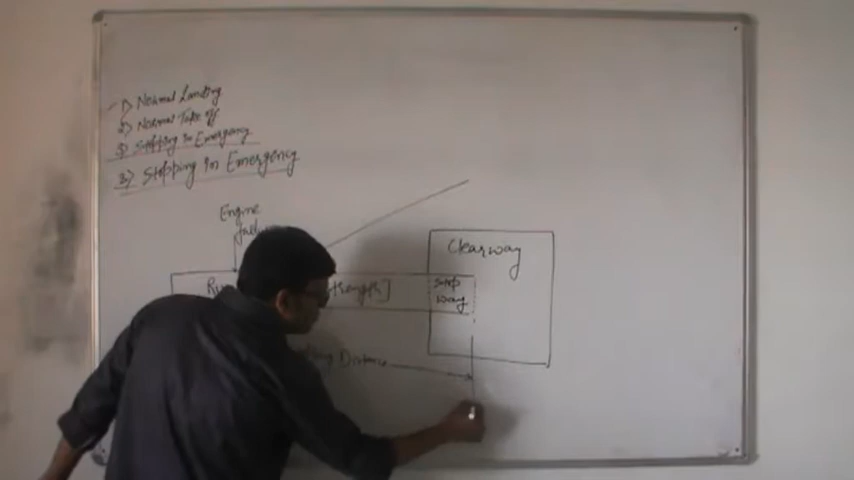 1) Normal Landing
2) Normal Take off
3) Stopping in Emergency
3) Stopping in Emergency
Engine
Clearway
Stop
way
Distance